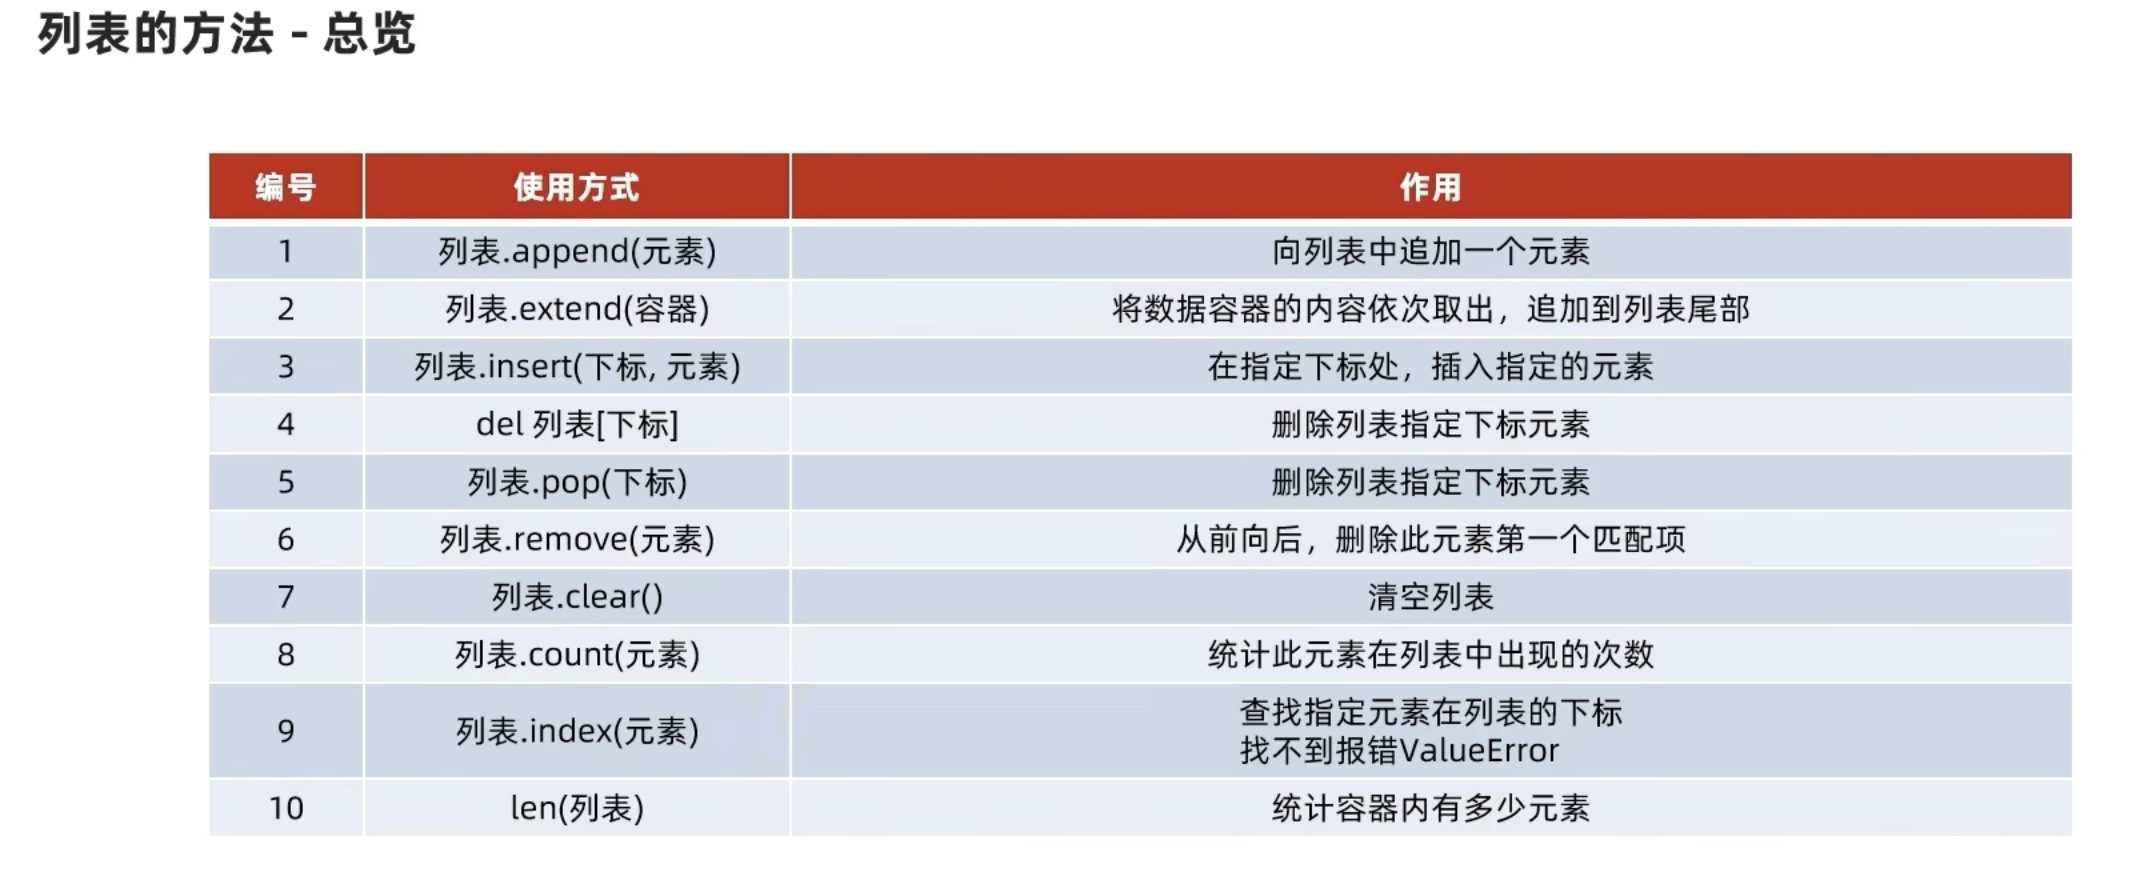 列表的方法 - 总览
编号 使用方式 作用
1 列表.append(元素) 向列表中追加一个元素
2 列表.extend(容器) 将数据容器的内容依次取出，追加到列表尾部
3 列表.insert(下标, 元素) 在指定下标处，插入指定的元素
4 del 列表[下标] 删除列表指定下标元素
5 列表.pop(下标) 删除列表指定下标元素
6 列表.remove(元素) 从前向后，删除此元素第一个匹配项
7 列表.clear() 清空列表
8 列表.count(元素) 统计此元素在列表中出现的次数
9 列表.index(元素) 查找指定元素在列表的下标
找不到报错ValueError
10 len(列表) 统计容器内有多少元素